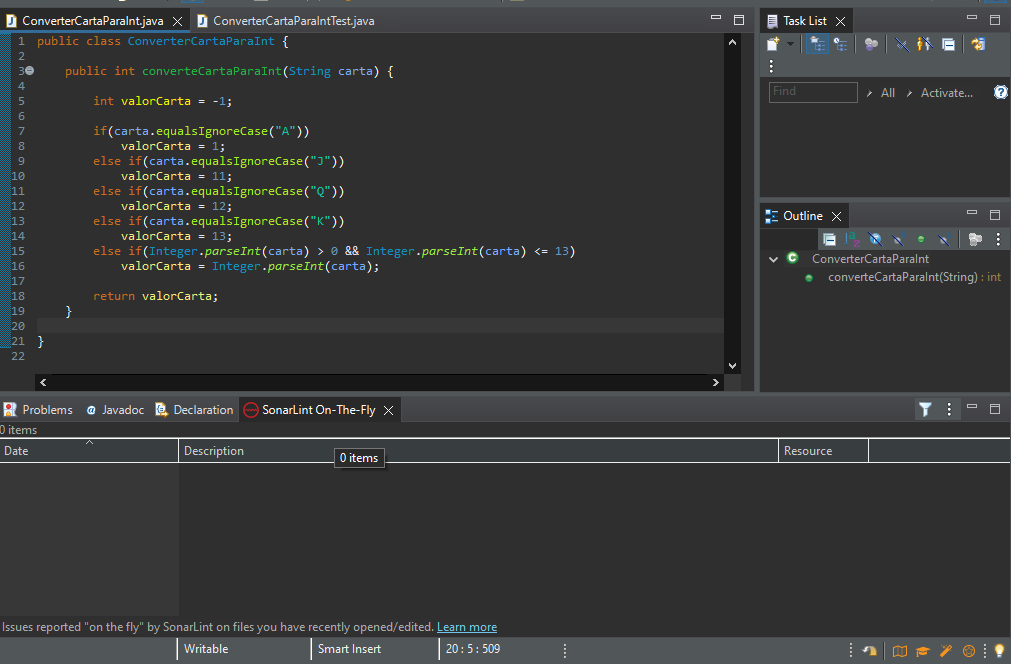 ConverterCartaParaInt.java
ConverterCartaParaIntTest.java
1 public class ConverterCartaParaInt {
2
3 public int converteCartaParaInt(String carta) {
4
5 int valorCarta = -1;
6
7 if(carta.equalsIgnoreCase("A"))
8 valorCarta = 1;
9 else if(carta.equalsIgnoreCase("J"))
10 valorCarta = 11;
11 else if(carta.equalsIgnoreCase("Q"))
12 valorCarta = 12;
13 else if(carta.equalsIgnoreCase("K"))
14 valorCarta = 13;
15 else if(Integer.parseInt(carta) > 0 && Integer.parseInt(carta) <= 13)
16 valorCarta = Integer.parseInt(carta);
17
18 return valorCarta;
19 }
20
21 }
22
Task List
Find
All
Activate...
Outline
ConverterCartaParaInt
converteCartaParaInt(String) : int
Problems
Javadoc
Declaration
SonarLint On-The-Fly
0 items
Date
Description
Resource
0 items
Issues reported "on the fly" by SonarLint on files you have recently opened/edited. Learn more
Writable
Smart Insert
20 : 5 : 509